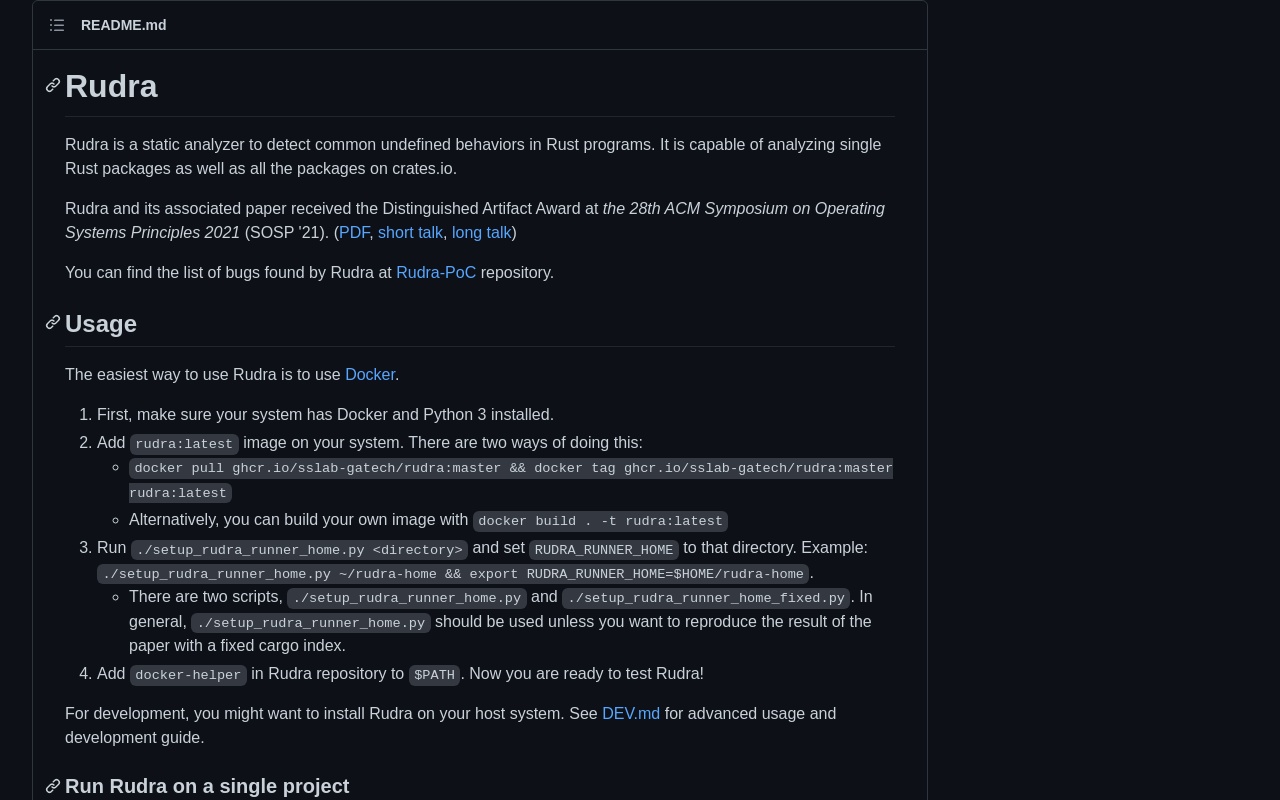 README.md
Rudra
Rudra is a static analyzer to detect common undefined behaviors in Rust programs. It is capable of analyzing single
Rust packages as well as all the packages on crates.io.
Rudra and its associated paper received the Distinguished Artifact Award at the 28th ACM Symposium on Operating
Systems Principles 2021 (SOSP '21). (PDF, short talk, long talk)
You can find the list of bugs found by Rudra at Rudra-PoC repository.
Usage
The easiest way to use Rudra is to use Docker.
1. First, make sure your system has Docker and Python 3 installed.
2. Add rudra:latest image on your system. There are two ways of doing this:
◦ docker pull ghcr.io/sslab-gatech/rudra:master && docker tag ghcr.io/sslab-gatech/rudra:master
rudra:latest
◦ Alternatively, you can build your own image with docker build . -t rudra:latest
3. Run ./setup_rudra_runner_home.py <directory> and set RUDRA_RUNNER_HOME to that directory. Example:
./setup_rudra_runner_home.py ~/rudra-home && export RUDRA_RUNNER_HOME=$HOME/rudra-home.
◦ There are two scripts, ./setup_rudra_runner_home.py and ./setup_rudra_runner_home_fixed.py. In
general, ./setup_rudra_runner_home.py should be used unless you want to reproduce the result of the
paper with a fixed cargo index.
4. Add docker-helper in Rudra repository to $PATH. Now you are ready to test Rudra!
For development, you might want to install Rudra on your host system. See DEV.md for advanced usage and
development guide.
Run Rudra on a single project